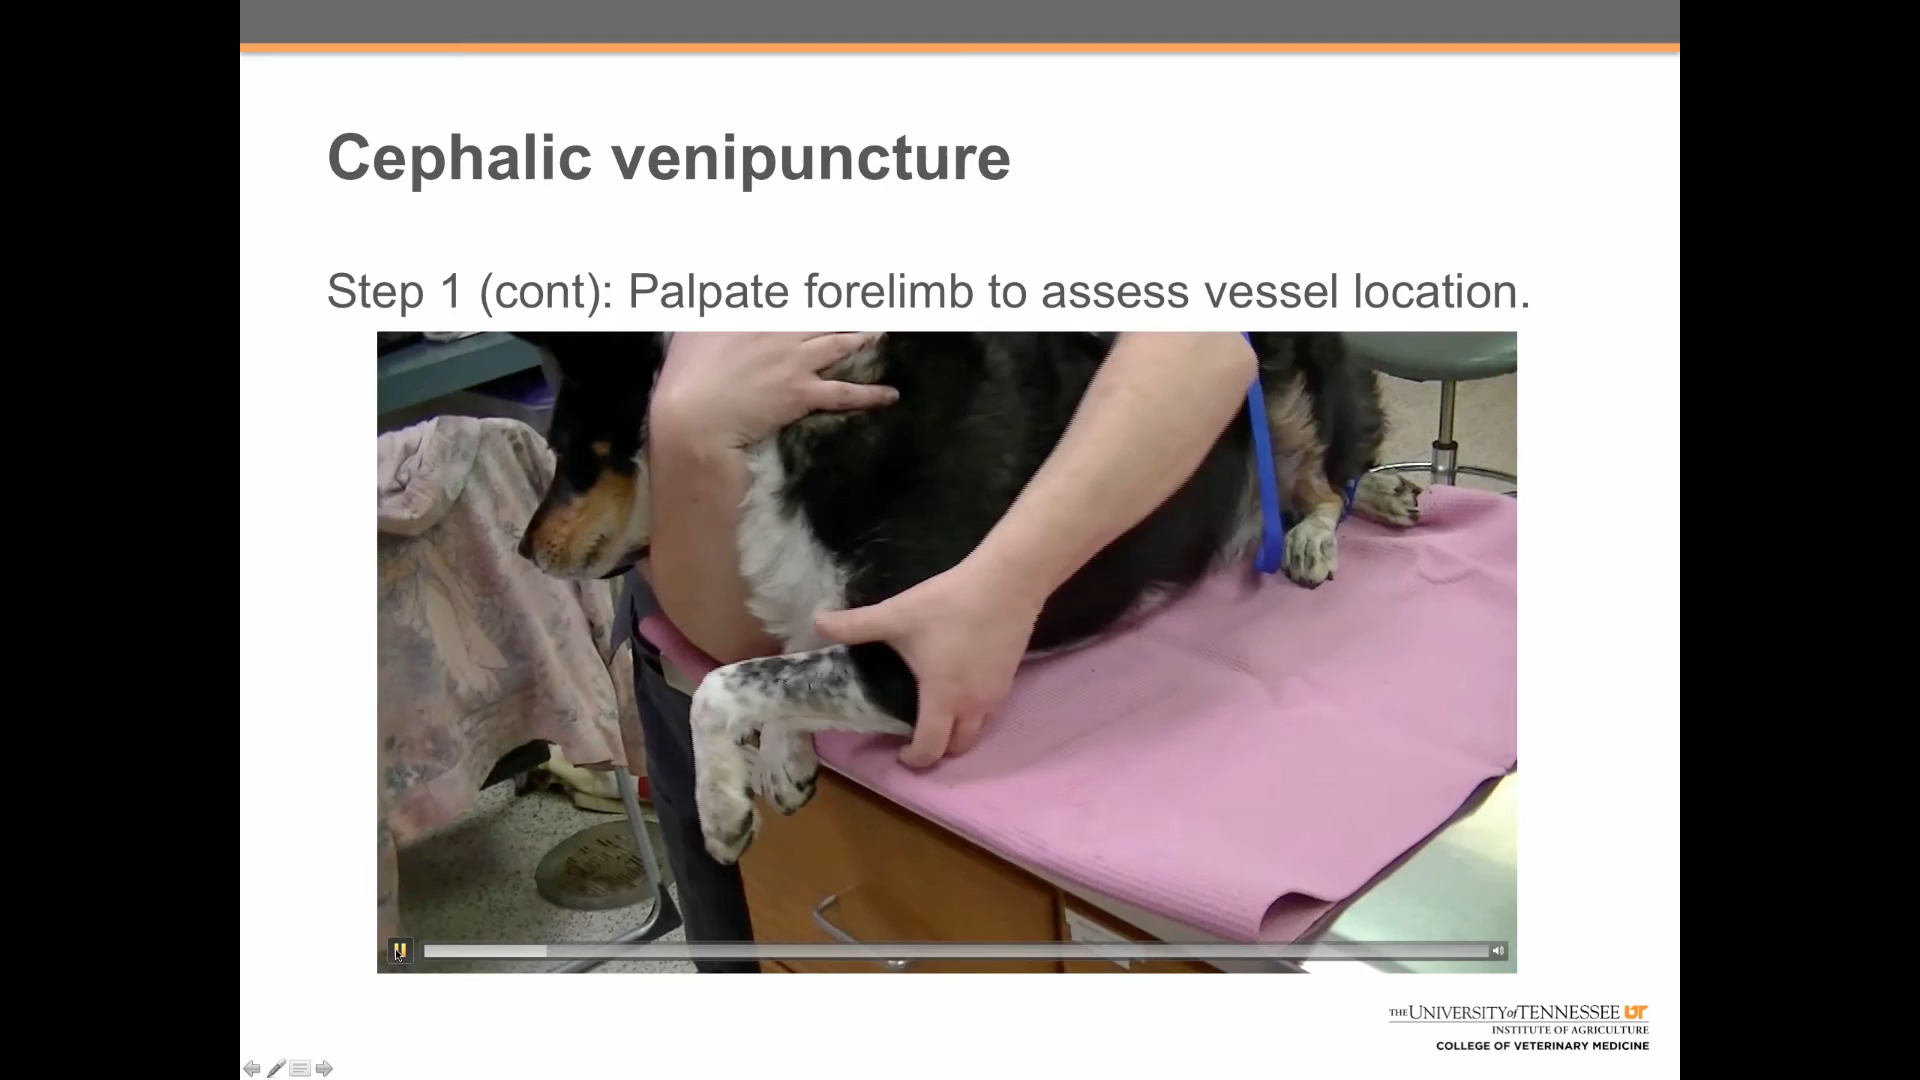 Cephalic venipuncture
Step 1 (cont): Palpate forelimb to assess vessel location.
THE UNIVERSITY of TENNESSEE UT
INSTITUTE OF AGRICULTURE
COLLEGE OF VETERINARY MEDICINE